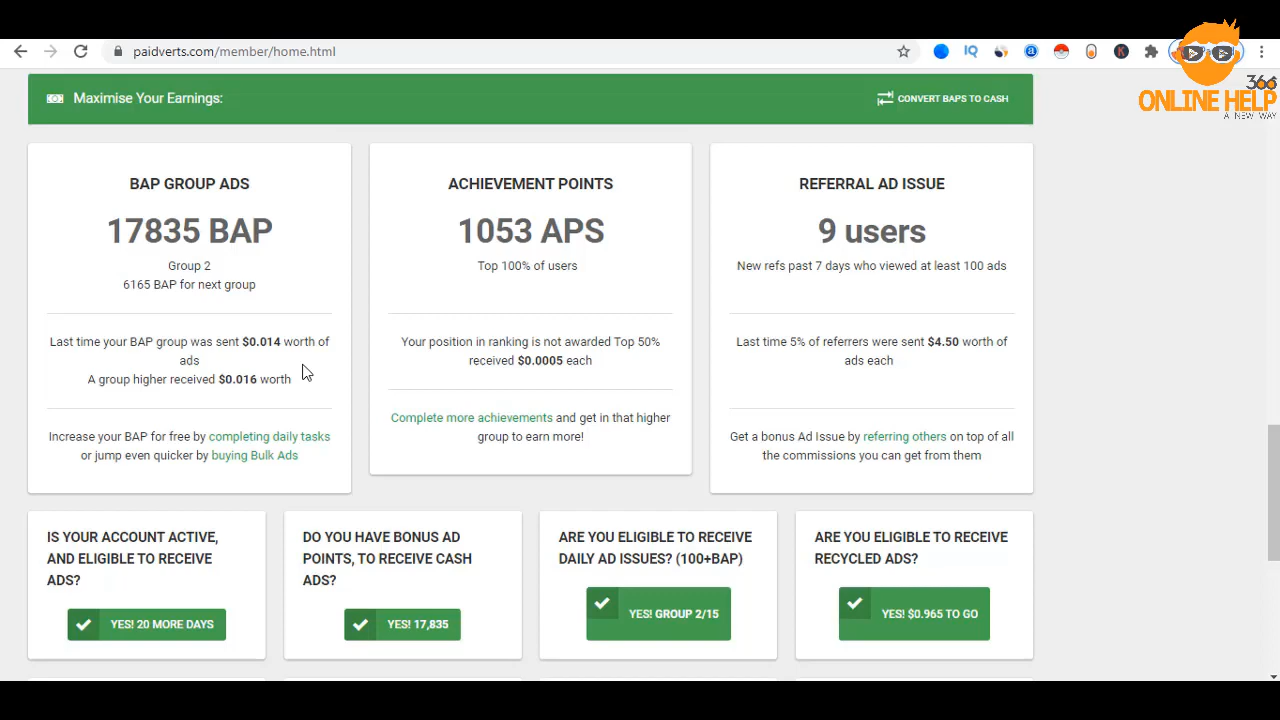 paidverts.com/member/home.html
366
ONLINE HELP
A NEW WAY
Maximise Your Earnings:
CONVERT BAPS TO CASH
BAP GROUP ADS
17835 BAP
Group 2
6165 BAP for next group
Last time your BAP group was sent $0.014 worth of
ads
A group higher received $0.016 worth
Increase your BAP for free by completing daily tasks
or jump even quicker by buying Bulk Ads
ACHIEVEMENT POINTS
1053 APS
Top 100% of users
Your position in ranking is not awarded Top 50%
received $0.0005 each
Complete more achievements and get in that higher
group to earn more!
REFERRAL AD ISSUE
9 users
New refs past 7 days who viewed at least 100 ads
Last time 5% of referrers were sent $4.50 worth of
ads each
Get a bonus Ad Issue by referring others on top of all
the commissions you can get from them
IS YOUR ACCOUNT ACTIVE,
AND ELIGIBLE TO RECEIVE
ADS?
YES! 20 MORE DAYS
DO YOU HAVE BONUS AD
POINTS, TO RECEIVE CASH
ADS?
YES! 17,835
ARE YOU ELIGIBLE TO RECEIVE
DAILY AD ISSUES? (100+BAP)
YES! GROUP 2/15
ARE YOU ELIGIBLE TO RECEIVE
RECYCLED ADS?
YES! $0.965 TO GO